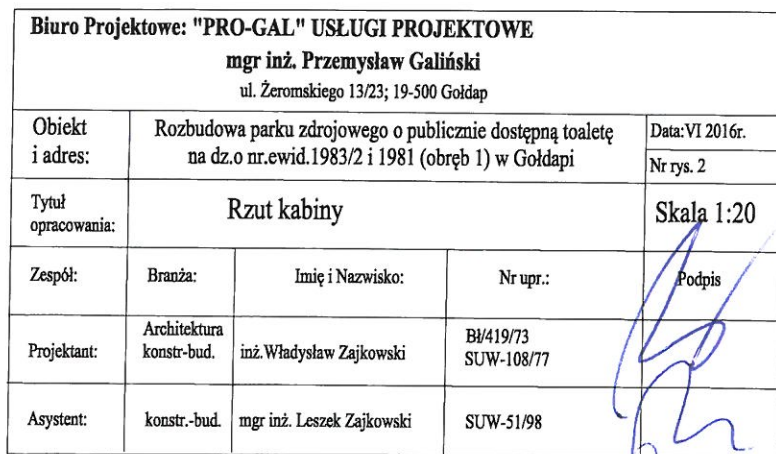 Biuro Projektowe: "PRO-GAL" USŁUGI PROJEKTOWE
mgr inż. Przemysław Galiński
ul. Żeromskiego 13/23; 19-500 Gołdap
Obiekt
i adres:
Rozbudowa parku zdrojowego o publicznie dostępną toaletę
na dz.o nr.ewid.1983/2 i 1981 (obręb 1) w Gołdapi
Data:VI 2016r.
Nr rys. 2
Tytuł
opracowania:
Rzut kabiny
Skala 1:20
Zespół:
Branża:
Imię i Nazwisko:
Nr upr.:
Podpis
Projektant:
Architektura
konstr-bud.
inż.Władysław Zajkowski
Bł/419/73
SUW-108/77
Asystent:
konstr.-bud.
mgr inż. Leszek Zajkowski
SUW-51/98